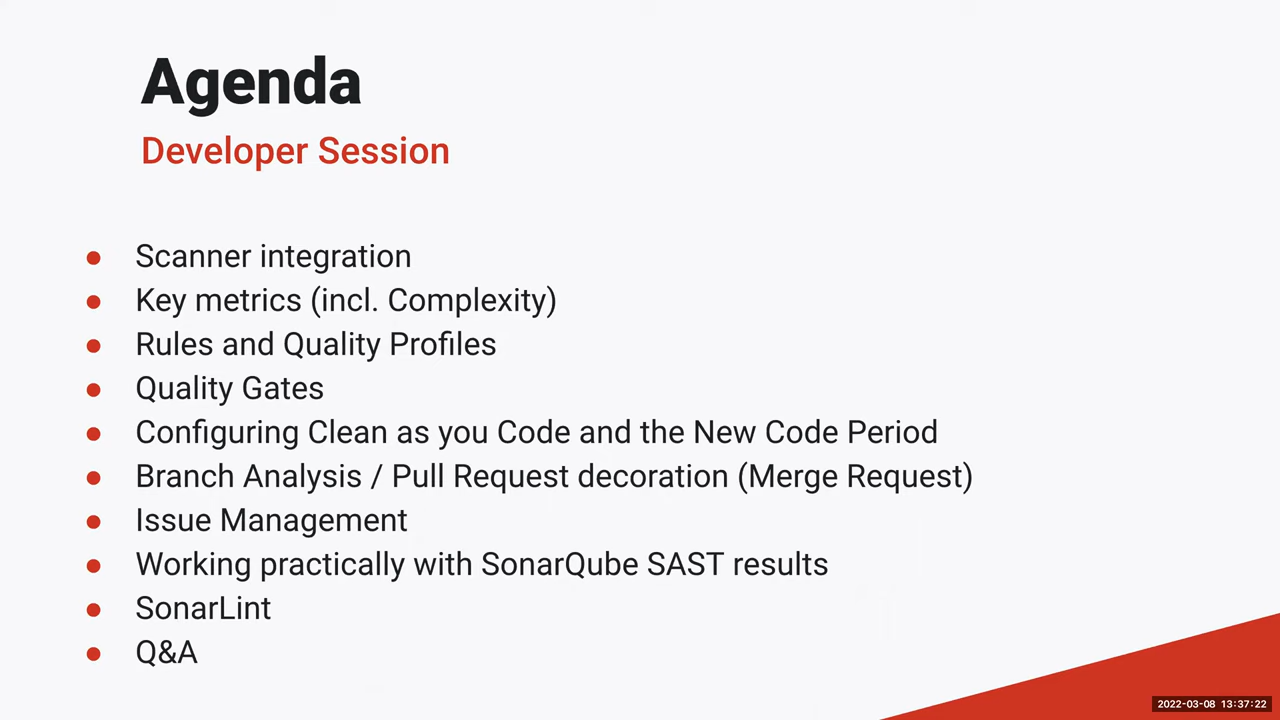 Agenda
Developer Session
● Scanner integration
● Key metrics (incl. Complexity)
● Rules and Quality Profiles
● Quality Gates
● Configuring Clean as you Code and the New Code Period
● Branch Analysis / Pull Request decoration (Merge Request)
● Issue Management
● Working practically with SonarQube SAST results
● SonarLint
● Q&A
2022-03-08 13:37:22